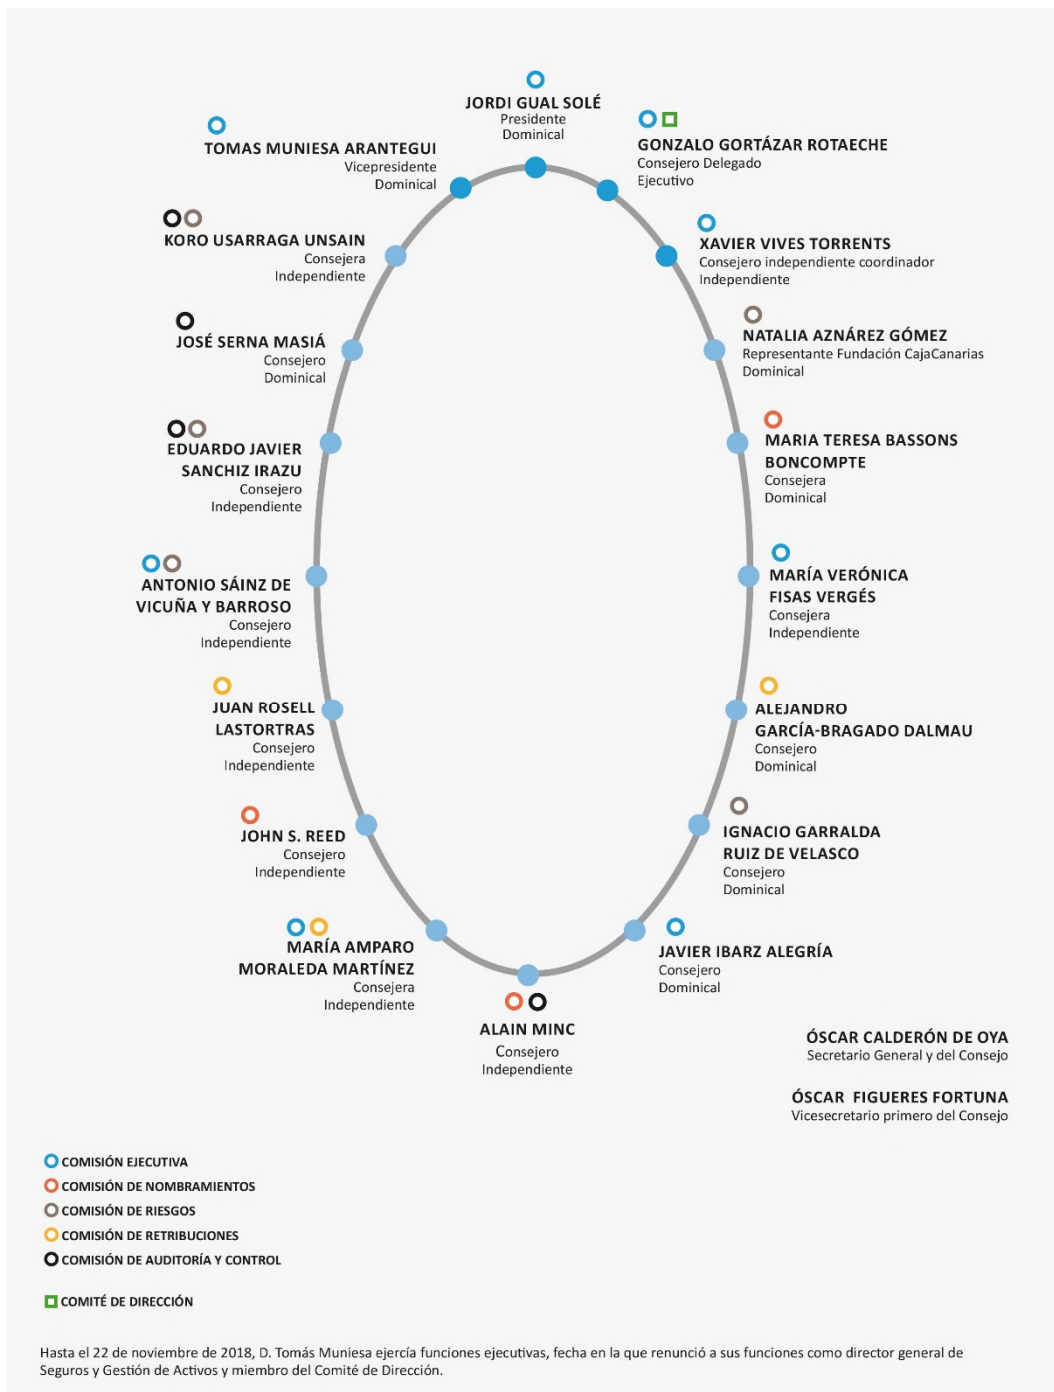 JORDI GUAL SOLÉ
Presidente
Dominical
GONZALO GORTÁZAR ROTAECHE
Consejero Delegado
Ejecutivo
XAVIER VIVES TORRENTS
Consejero independiente coordinador
Independiente
NATALIA AZNÁREZ GÓMEZ
Representante Fundación CajaCanarias
Dominical
MARIA TERESA BASSONS
BONCOMPTE
Consejera
Dominical
MARÍA VERÓNICA
FISAS VERGÉS
Consejera
Independiente
ALEJANDRO
GARCÍA-BRAGADO DALMAU
Consejero
Dominical
IGNACIO GARRALDA
RUIZ DE VELASCO
Consejero
Dominical
JAVIER IBARZ ALEGRÍA
Consejero
Dominical
ALAIN MINC
Consejero
Independiente
MARÍA AMPARO
MORALEDA MARTÍNEZ
Consejera
Independiente
JOHN S. REED
Consejero
Independiente
JUAN ROSELL
LASTORTRAS
Consejero
Independiente
ANTONIO SÁINZ DE
VICUÑA Y BARROSO
Consejero
Independiente
EDUARDO JAVIER
SANCHIZ IRAZU
Consejero
Independiente
JOSÉ SERNA MASIÁ
Consejero
Dominical
KORO USARRAGA UNSAIN
Consejera
Independiente
TOMAS MUNIESA ARANTEGUI
Vicepresidente
Dominical
ÓSCAR CALDERÓN DE OYA
Secretario General y del Consejo
ÓSCAR FIGUERES FORTUNA
Vicesecretario primero del Consejo
COMISIÓN EJECUTIVA
COMISIÓN DE NOMBRAMIENTOS
COMISIÓN DE RIESGOS
COMISIÓN DE RETRIBUCIONES
COMISIÓN DE AUDITORÍA Y CONTROL
COMITÉ DE DIRECCIÓN
Hasta el 22 de noviembre de 2018, D. Tomás Muniesa ejercía funciones ejecutivas, fecha en la que renunció a sus funciones como director general de
Seguros y Gestión de Activos y miembro del Comité de Dirección.